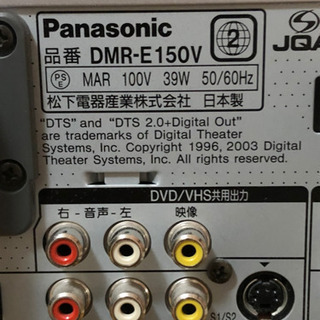 Panasonic
品番 DMR-E150V
2
JQA
PS E MAR 100V 39W 50/60Hz
松下電器産業株式会社 日本製
"DTS" and "DTS 2.0+Digital Out"
are trademarks of Digital Theater
Systems, Inc. Copyright 1996, 2003 Digital
Theater Systems, Inc. All rights reserved.
DVD/VHS共用出力
右-音声-左 映像
S1/S2